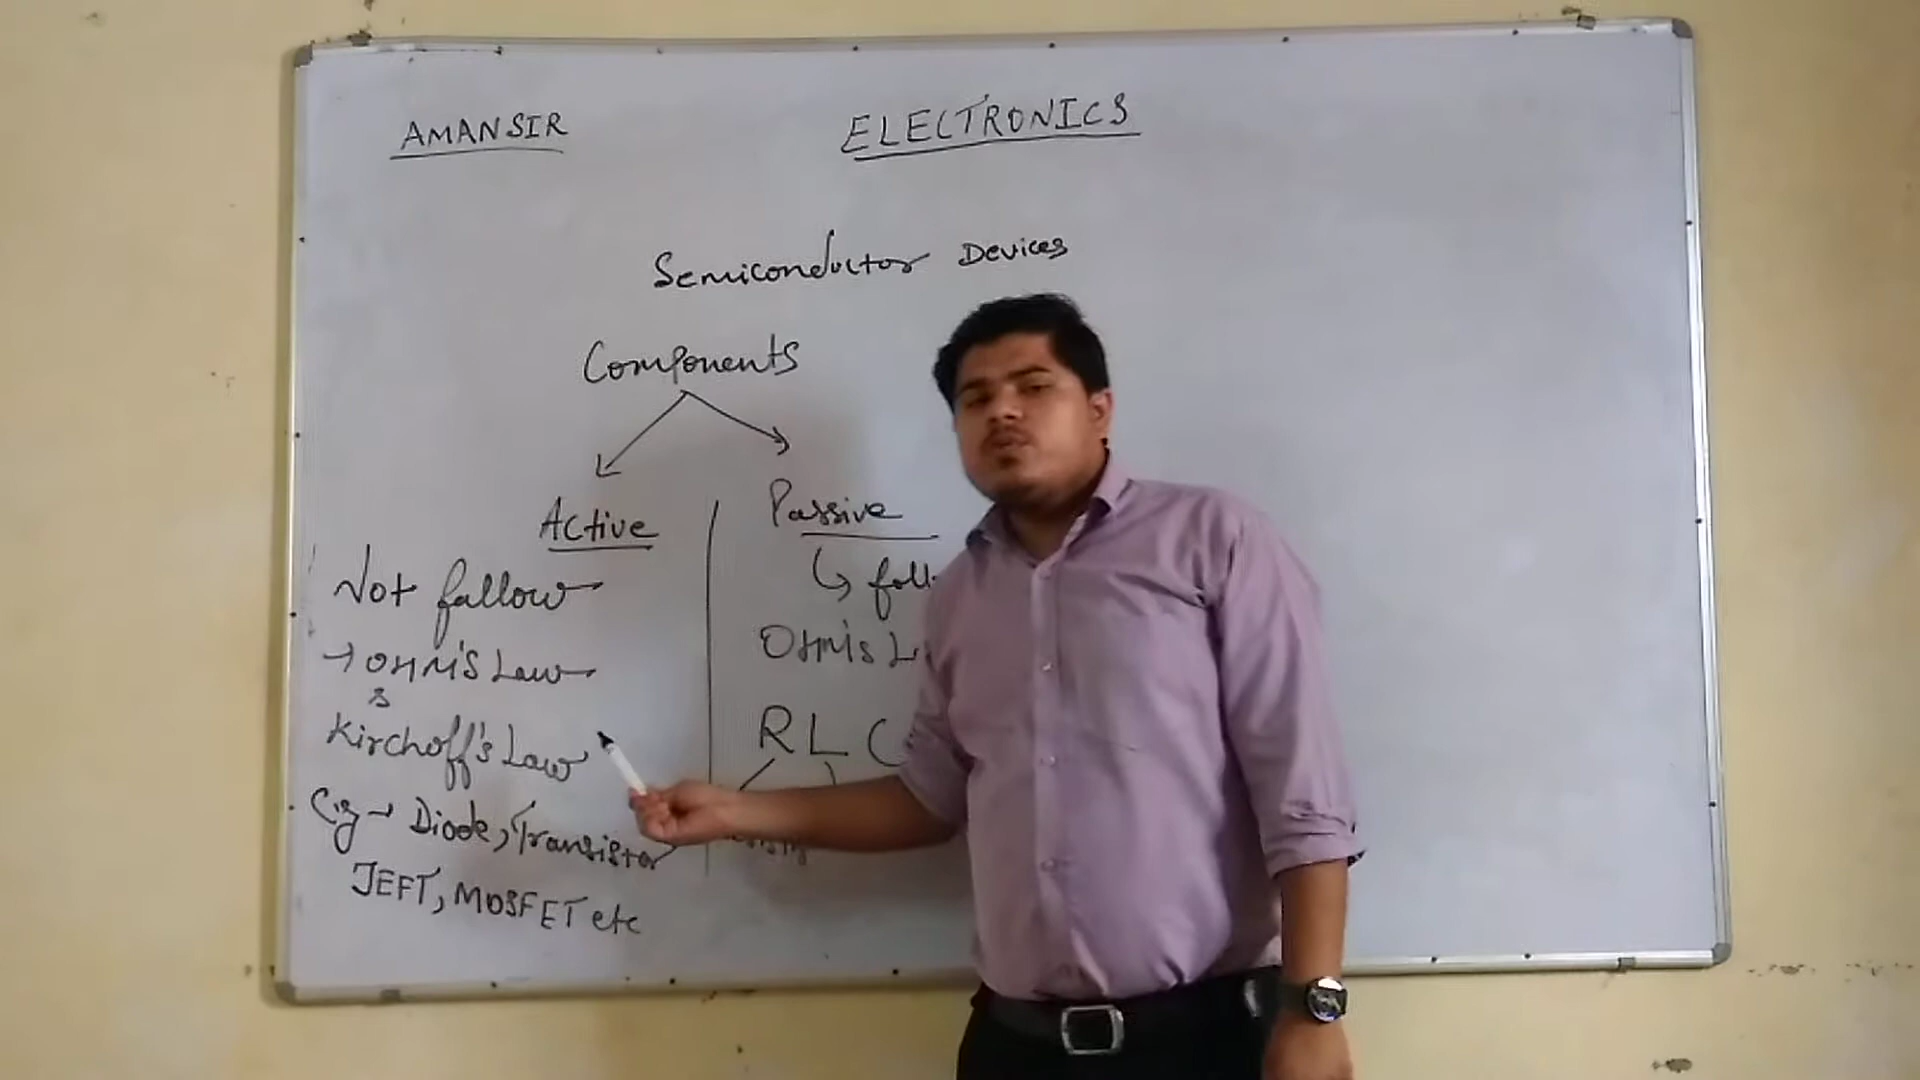 AMANSIR
ELECTRONICS
Semiconductor Devices
Components
Active
Passive
Not fallow
↳ foll
→ OHM'S Law
OHM'S L
&
Kirchoff's Law
R L C
Eg → Diode, Transistor
JEFT, MOSFET etc